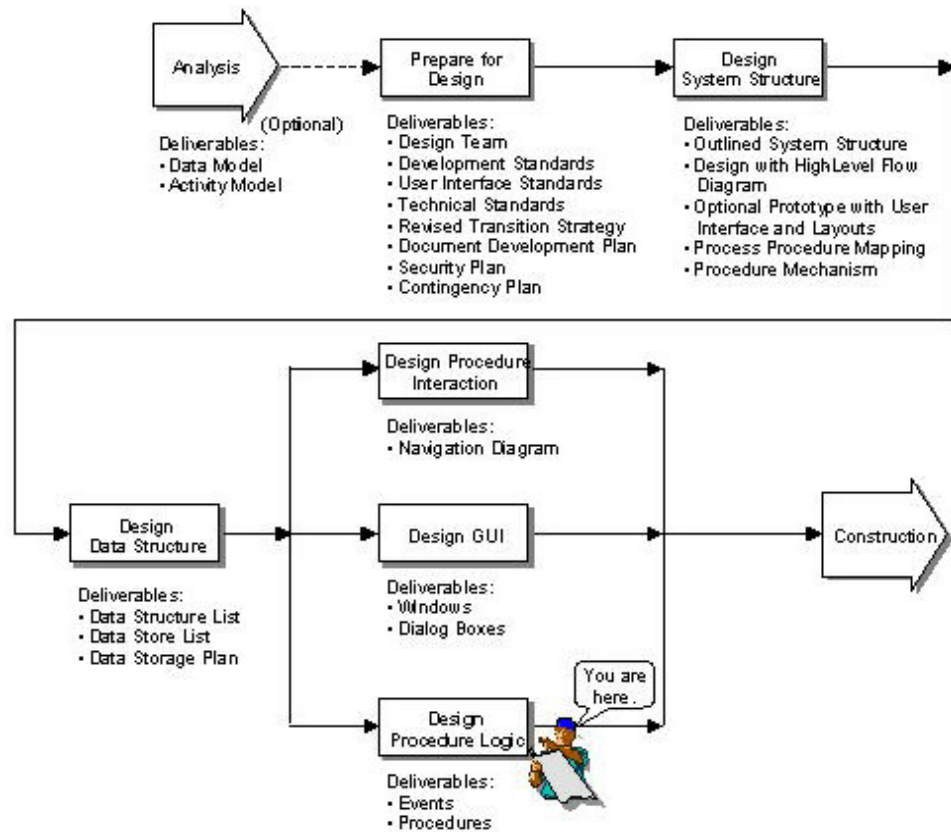 Analysis
(Optional)
Deliverables:
• Data Model
• Activity Model
Prepare for
Design
Deliverables:
• Design Team
• Development Standards
• User Interface Standards
• Technical Standards
• Revised Transition Strategy
• Document Development Plan
• Security Plan
• Contingency Plan
Design
System Structure
Deliverables:
• Outlined System Structure
• Design with High Level Flow
Diagram
• Optional Prototype with User
Interface and Layouts
• Process Procedure Mapping
• Procedure Mechanism
Design
Data Structure
Deliverables:
• Data Structure List
• Data Store List
• Data Storage Plan
Design Procedure
Interaction
Deliverables:
• Navigation Diagram
Design GUI
Deliverables:
• Windows
• Dialog Boxes
You are
here.
Design
Procedure Logic
Deliverables:
• Events
• Procedures
Construction